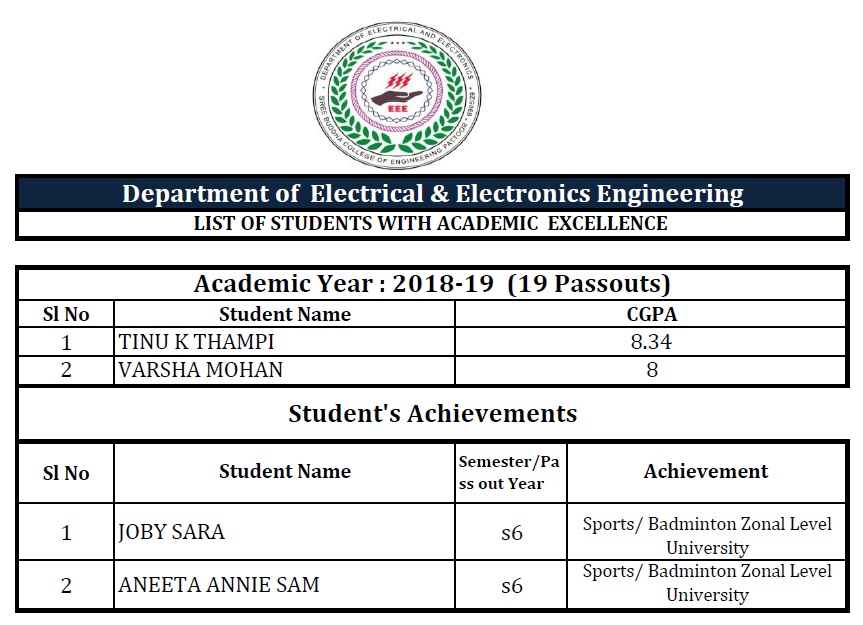 DEPARTMENT OF ELECTRICAL AND ELECTRONICS
SREE BUDDHA COLLEGE OF ENGINEERING PATTOOR • 690529
EEE
Department of Electrical & Electronics Engineering
LIST OF STUDENTS WITH ACADEMIC EXCELLENCE
Academic Year : 2018-19 (19 Passouts)
Sl No Student Name CGPA
1 TINU K THAMPI 8.34
2 VARSHA MOHAN 8
Student's Achievements
Sl No Student Name Semester/Pa Achievement
ss out Year
1 JOBY SARA s6 Sports/ Badminton Zonal Level
University
2 ANEETA ANNIE SAM s6 Sports/ Badminton Zonal Level
University